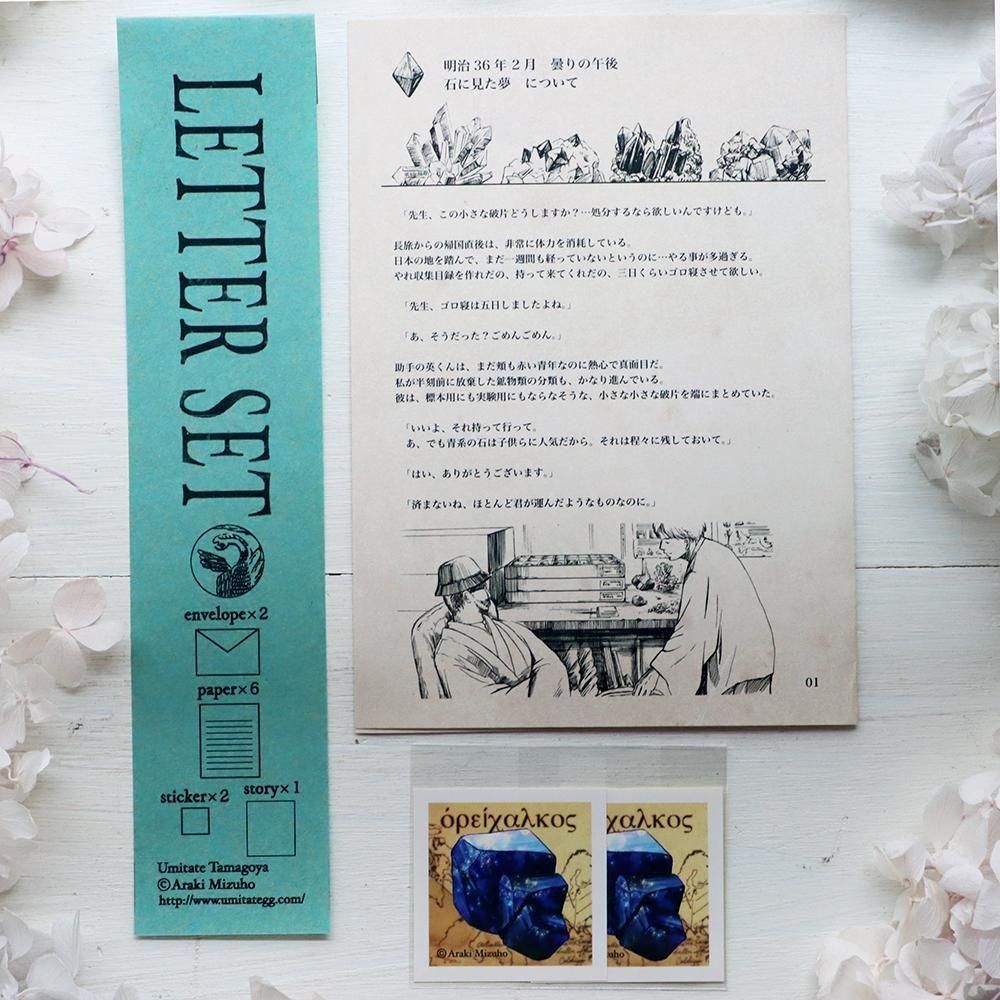 LETTER SET
envelope×2
paper×6
sticker×2
story×1
Umitate Tamagoya
©Araki Mizuho
http://www.umitategg.com/
明治 36 年 2 月　曇りの午後
石に見た夢　について
「先生、この小さな破片どうしますか？…処分するなら欲しいんですけども。」
長旅からの帰国直後は、非常に体力を消耗している。
日本の地を踏んで、まだ一週間も経っていないというのに…やる事が多過ぎる。
やれ収集目録を作れだの、持って来てくれだの、三日くらいゴロ寝させて欲しい。
「先生、ゴロ寝は五日しましたよね。」
「あ、そうだった？ごめんごめん。」
助手の英くんは、まだ頬も赤い青年なのに熱心で真面目だ。
私が半刻前に放棄した鉱物類の分類も、かなり進んでいる。
彼は、標本用にも実験用にもならなそうな、小さな小さな破片を端にまとめていた。
「いいよ、それ持って行って。
あ、でも青系の石は子供らに人気だから。それは程々に残しておいて。」
「はい、ありがとうございます。」
「済まないね、ほとんど君が運んだようなものなのに。」
01
ὀρείχαλκος
©Araki Mizuho
χαλκος
uho